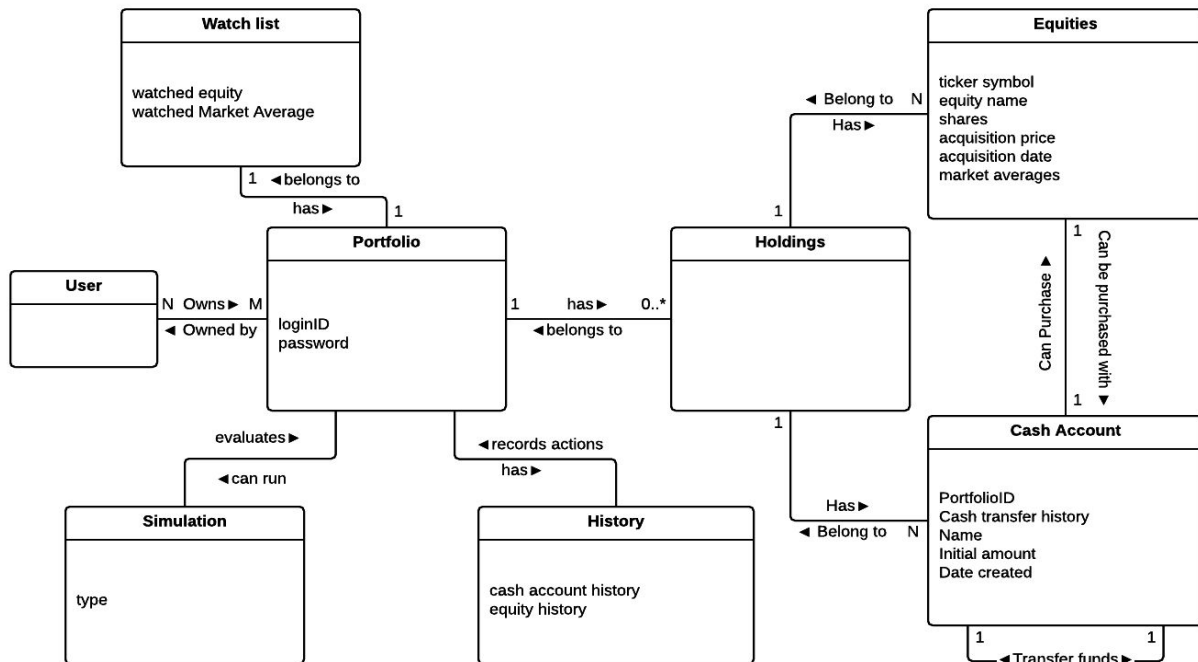 Watch list
watched equity
watched Market Average
Equities
ticker symbol
equity name
shares
acquisition price
acquisition date
market averages
◄ Belong to N
Has ►
1 ◄belongs to
has► 1
1
Portfolio
loginID
password
Holdings
User
N Owns► M
◄ Owned by
1 has► 0..*
◄belongs to
1
Can Purchase ►
Can be purchased with ►
1
1
Cash Account
PortfolioID
Cash transfer history
Name
Initial amount
Date created
Has►
◄ Belong to N
evaluates►
◄can run
◄records actions
has►
Simulation
type
History
cash account history
equity history
1 1
◄Transfer funds►